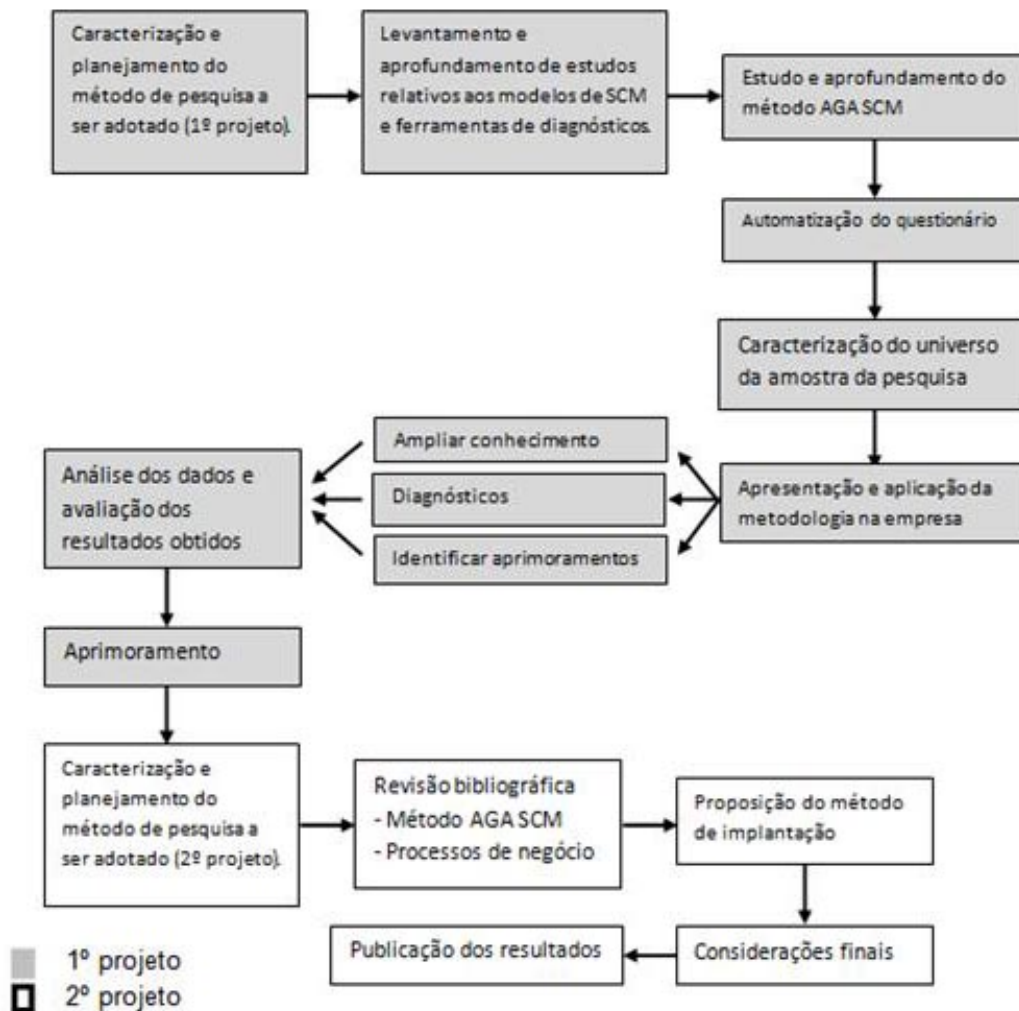 Caracterização e
planejamento do
método de pesquisa a
ser adotado (1º projeto).
Levantamento e
aprofundamento de estudos
relativos aos modelos de SCM
e ferramentas de diagnósticos.
Estudo e aprofundamento do
método AGA SCM
Automatização do questionário
Caracterização do universo
da amostra da pesquisa
Apresentação e aplicação da
metodologia na empresa
Ampliar conhecimento
Diagnósticos
Identificar aprimoramentos
Análise dos dados e
avaliação dos
resultados obtidos
Aprimoramento
Caracterização e
planejamento do
método de pesquisa a
ser adotado (2º projeto).
Revisão bibliográfica
- Método AGA SCM
- Processos de negócio
Proposição do método
de implantação
Considerações finais
Publicação dos resultados
1º projeto
2º projeto